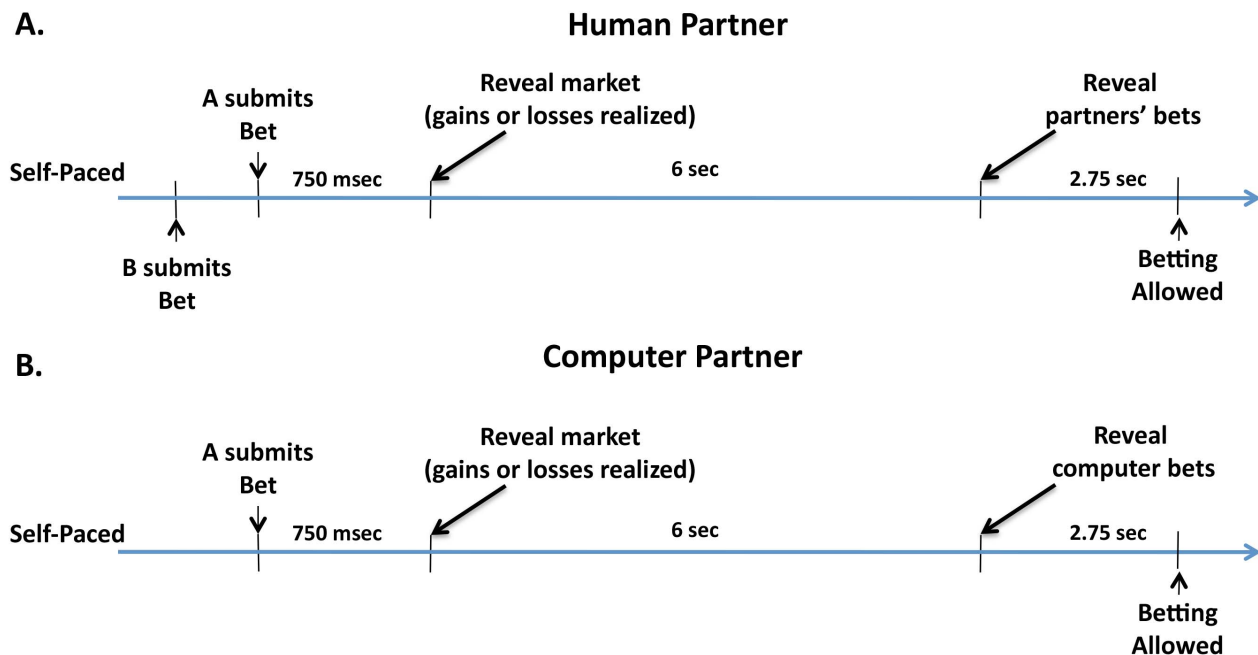 A.
Human Partner
Reveal market
(gains or losses realized)
Reveal
partners' bets
A submits
Bet
Self-Paced
750 msec
6 sec
2.75 sec
B submits
Bet
Betting
Allowed
B.
Computer Partner
Reveal market
(gains or losses realized)
Reveal
computer bets
A submits
Bet
Self-Paced
750 msec
6 sec
2.75 sec
Betting
Allowed